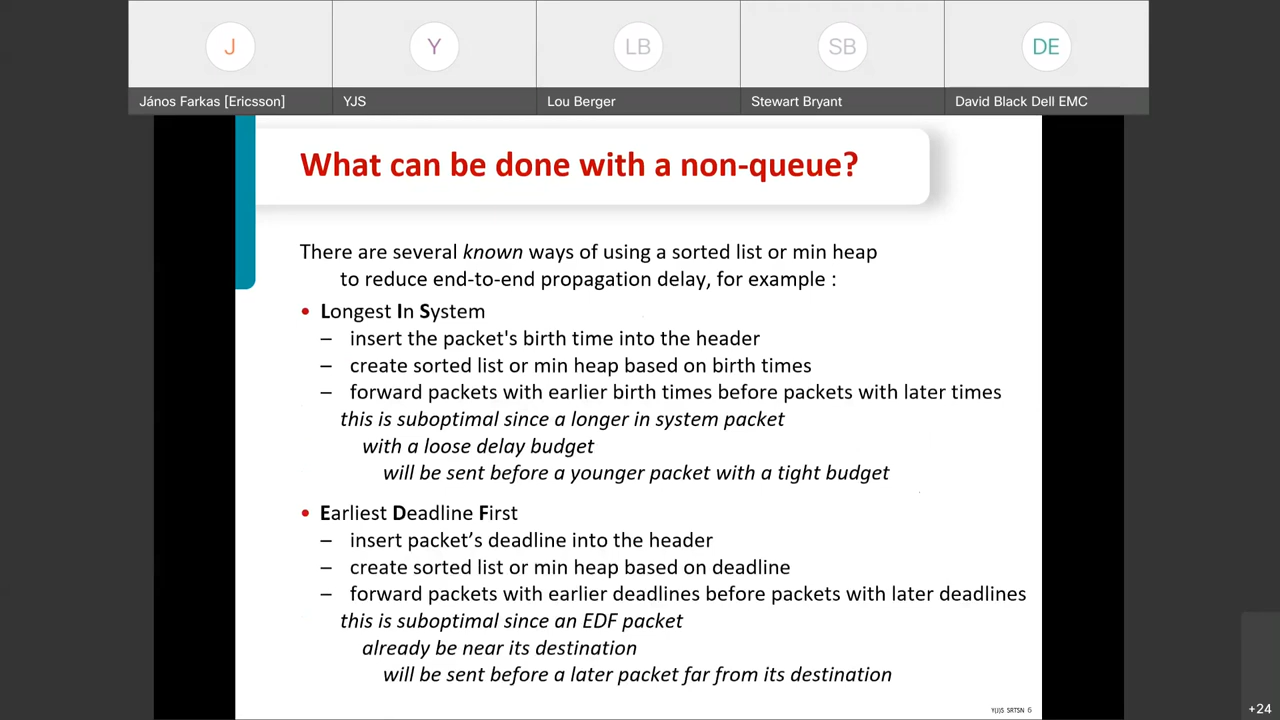 J
Y
LB
SB
DE
János Farkas [Ericsson]
YJS
Lou Berger
Stewart Bryant
David Black Dell EMC
What can be done with a non-queue?
There are several known ways of using a sorted list or min heap
to reduce end-to-end propagation delay, for example :
• Longest In System
– insert the packet's birth time into the header
– create sorted list or min heap based on birth times
– forward packets with earlier birth times before packets with later times
this is suboptimal since a longer in system packet
with a loose delay budget
will be sent before a younger packet with a tight budget
• Earliest Deadline First
– insert packet’s deadline into the header
– create sorted list or min heap based on deadline
– forward packets with earlier deadlines before packets with later deadlines
this is suboptimal since an EDF packet
already be near its destination
will be sent before a later packet far from its destination
Y(J)S SRTSN 6
+24